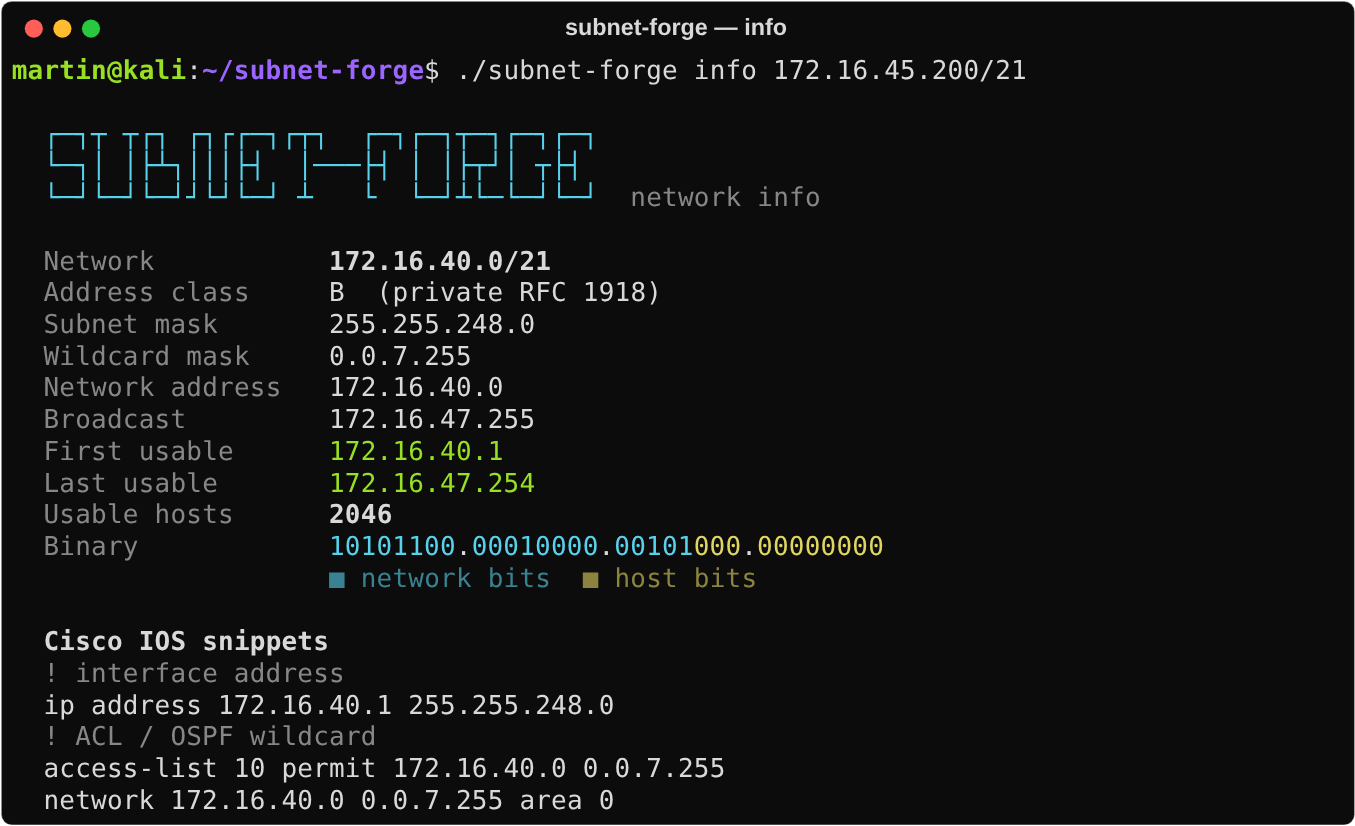 subnet-forge — info
martin@kali:~/subnet-forge$ ./subnet-forge info 172.16.45.200/21
SUBNET-FORGE network info
Network 172.16.40.0/21
Address class B (private RFC 1918)
Subnet mask 255.255.248.0
Wildcard mask 0.0.7.255
Network address 172.16.40.0
Broadcast 172.16.47.255
First usable 172.16.40.1
Last usable 172.16.47.254
Usable hosts 2046
Binary 10101100.00010000.00101000.00000000
■ network bits ■ host bits
Cisco IOS snippets
! interface address
ip address 172.16.40.1 255.255.248.0
! ACL / OSPF wildcard
access-list 10 permit 172.16.40.0 0.0.7.255
network 172.16.40.0 0.0.7.255 area 0